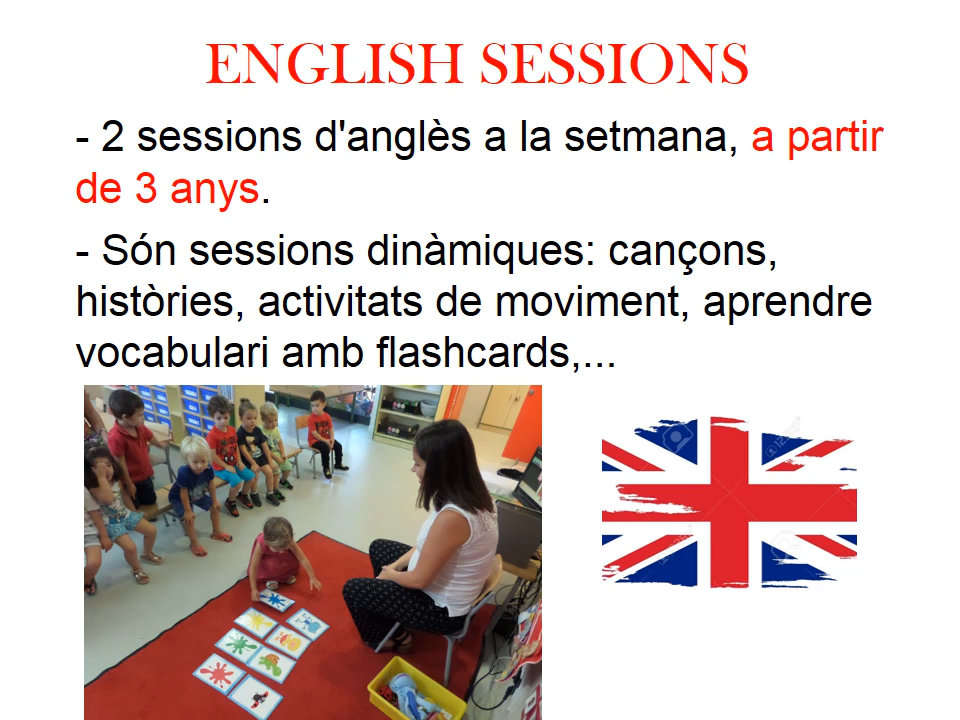 ENGLISH SESSIONS
- 2 sessions d'anglès a la setmana, a partir
de 3 anys.
- Són sessions dinàmiques: cançons,
històries, activitats de moviment, aprendre
vocabulari amb flashcards,...